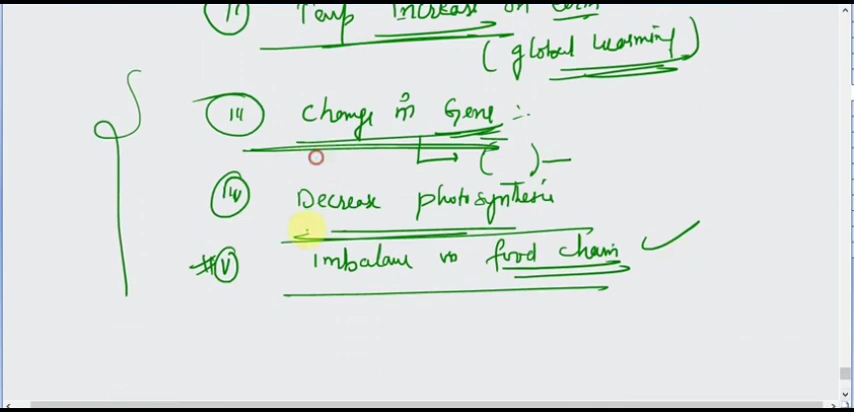 (ii) Temp Increase on Earth
(global warming)
(iii) Change in Gene :-
( ) —
(iv) Decrease photosynthesis
# (v) imbalance in food chain ✓